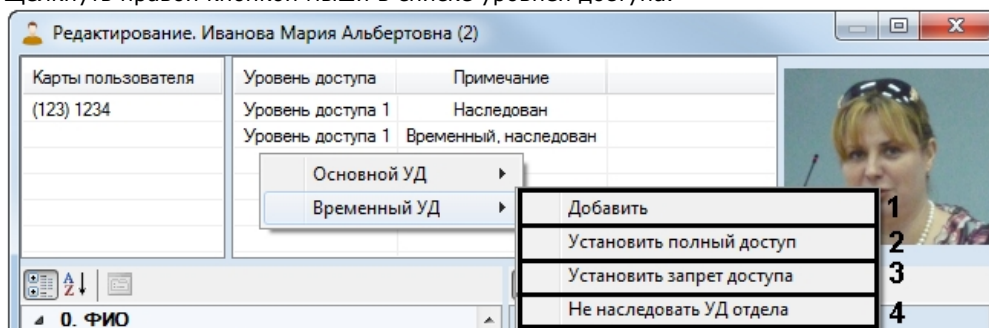 щелкнуть правой кнопкой мыши в списке уровней доступа.
Редактирование. Иванова Мария Альбертовна (2)
Карты пользователя Уровень доступа Примечание
(123) 1234 Уровень доступа 1 Наследован
Уровень доступа 1 Временный, наследован
Основной УД
Временный УД Добавить 1
Установить полный доступ 2
Установить запрет доступа 3
Не наследовать УД отдела 4
0. ФИО